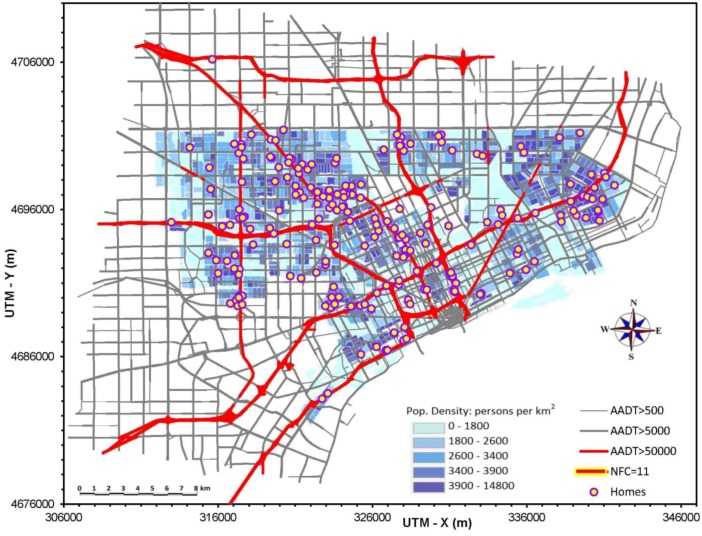 4706000
4696000
4686000
4676000
UTM - Y (m)
306000 316000 326000 336000 346000
UTM - X (m)
0 1 2 3 4 5 6 7 8 km
N
W E
S
Pop. Density: persons per km²
0 - 1800
1800 - 2600
2600 - 3400
3400 - 3900
3900 - 14800
AADT>500
AADT>5000
AADT>50000
NFC=11
Homes